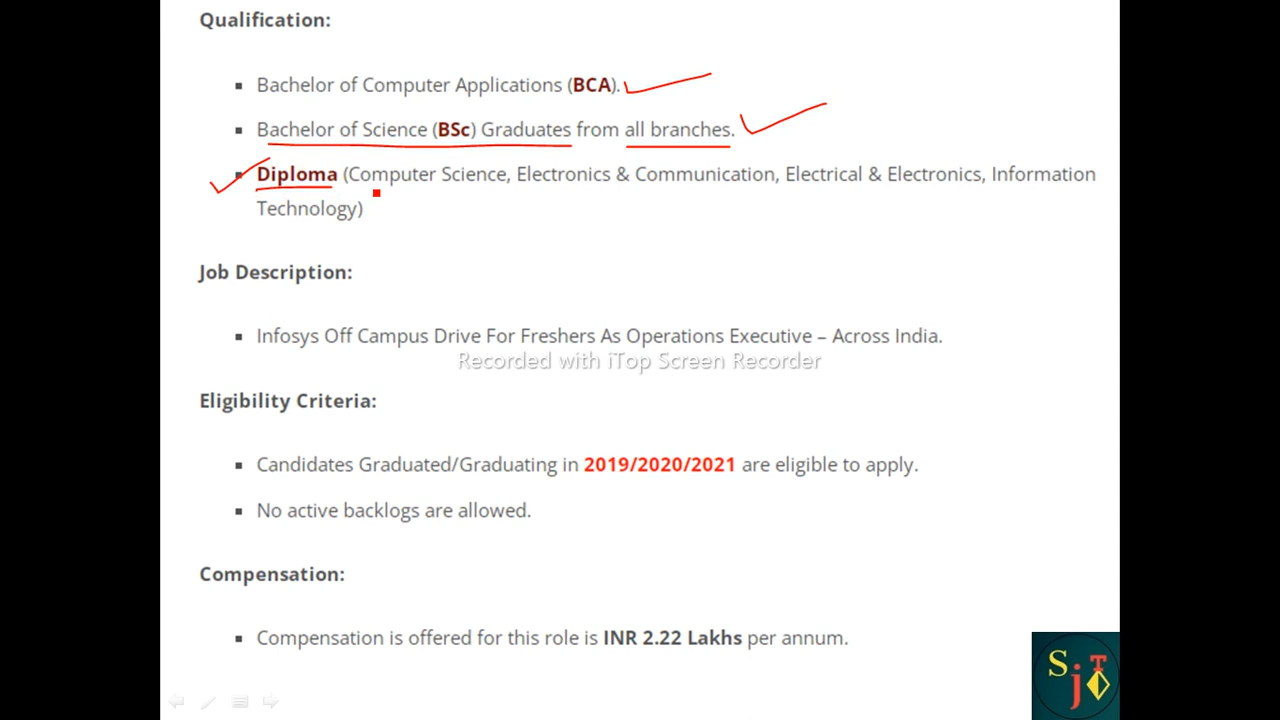 Qualification:
Bachelor of Computer Applications (BCA).
Bachelor of Science (BSc) Graduates from all branches.
Diploma (Computer Science, Electronics & Communication, Electrical & Electronics, Information
Technology)
Job Description:
Infosys Off Campus Drive For Freshers As Operations Executive – Across India.
Recorded with iTop Screen Recorder
Eligibility Criteria:
Candidates Graduated/Graduating in 2019/2020/2021 are eligible to apply.
No active backlogs are allowed.
Compensation:
Compensation is offered for this role is INR 2.22 Lakhs per annum.
SjT